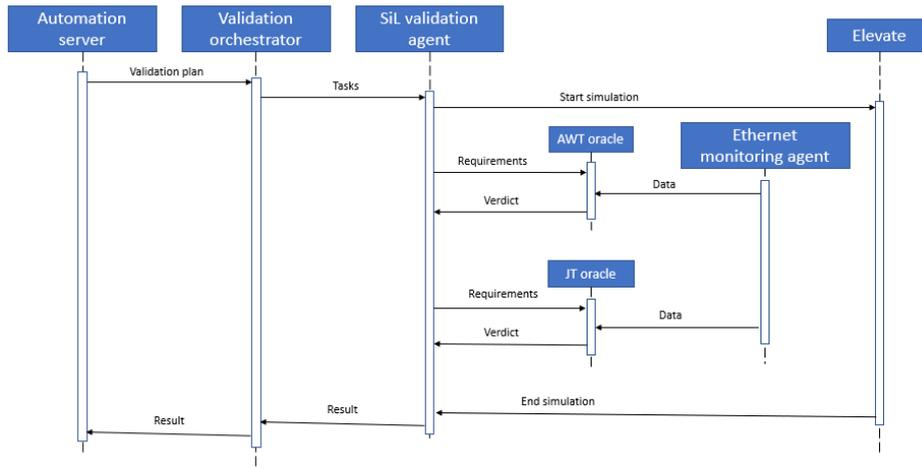 Automation
server
Validation
orchestrator
SiL validation
agent
Elevate
Validation plan
Tasks
Start simulation
AWT oracle
Ethernet
monitoring agent
Requirements
Data
Verdict
JT oracle
Requirements
Data
Verdict
End simulation
Result
Result